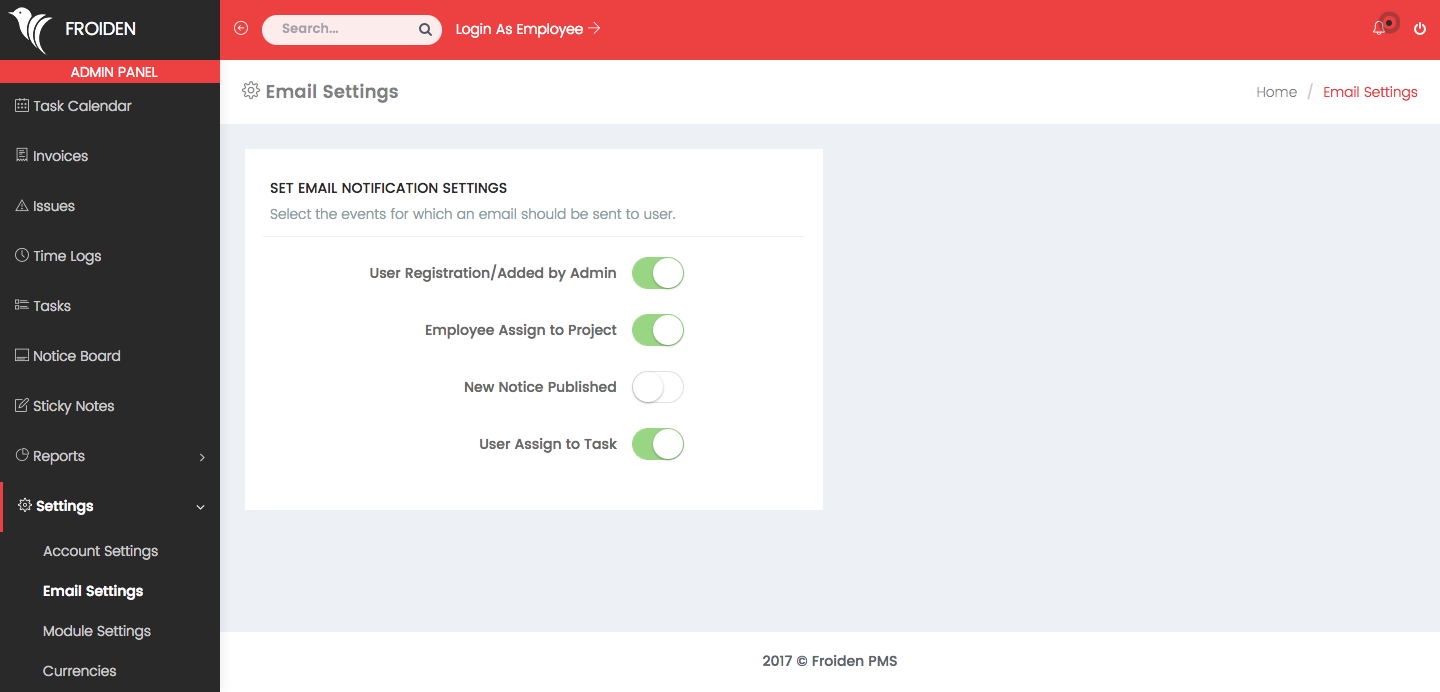 FROIDEN
Search...
Login As Employee
ADMIN PANEL
Task Calendar
Invoices
Issues
Time Logs
Tasks
Notice Board
Sticky Notes
Reports
Settings
Account Settings
Email Settings
Module Settings
Currencies
Email Settings
Home / Email Settings
SET EMAIL NOTIFICATION SETTINGS
Select the events for which an email should be sent to user.
User Registration/Added by Admin
Employee Assign to Project
New Notice Published
User Assign to Task
2017 © Froiden PMS